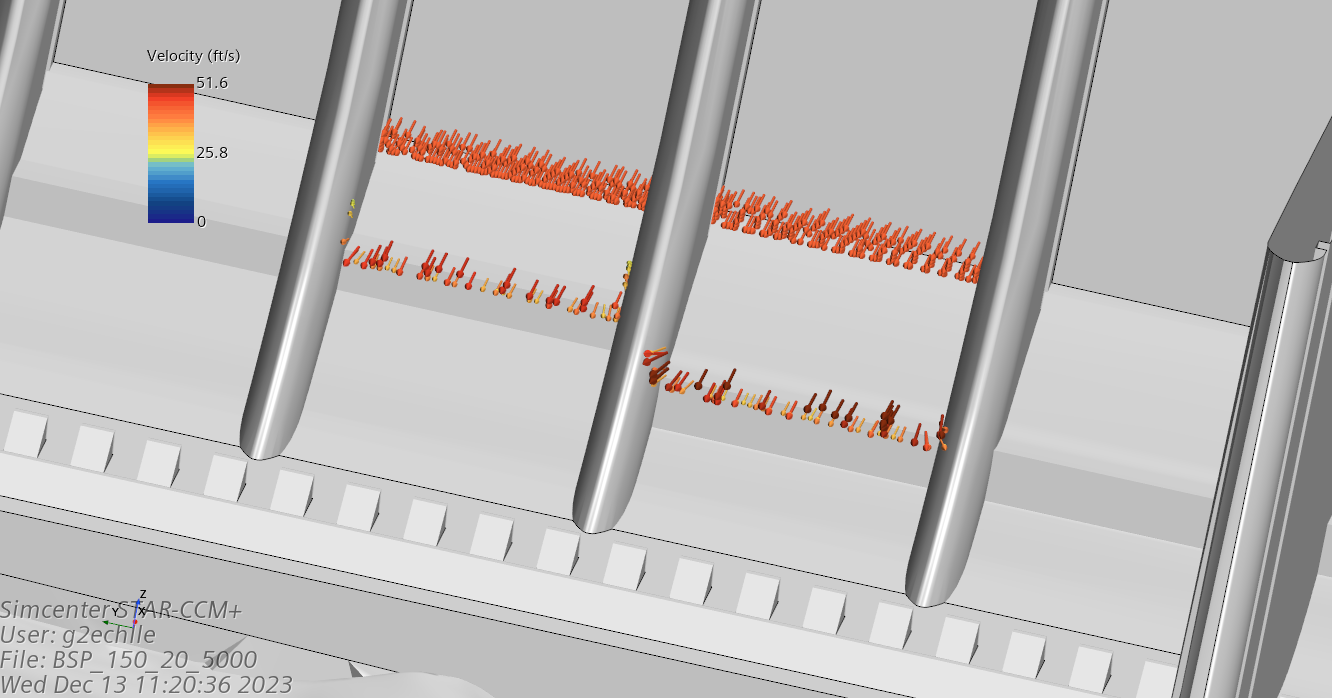 Velocity (ft/s)
51.6
25.8
0
Z
Y X
Simcenter STAR-CCM+
User: g2echlle
File: BSP_150_20_5000
Wed Dec 13 11:20:36 2023